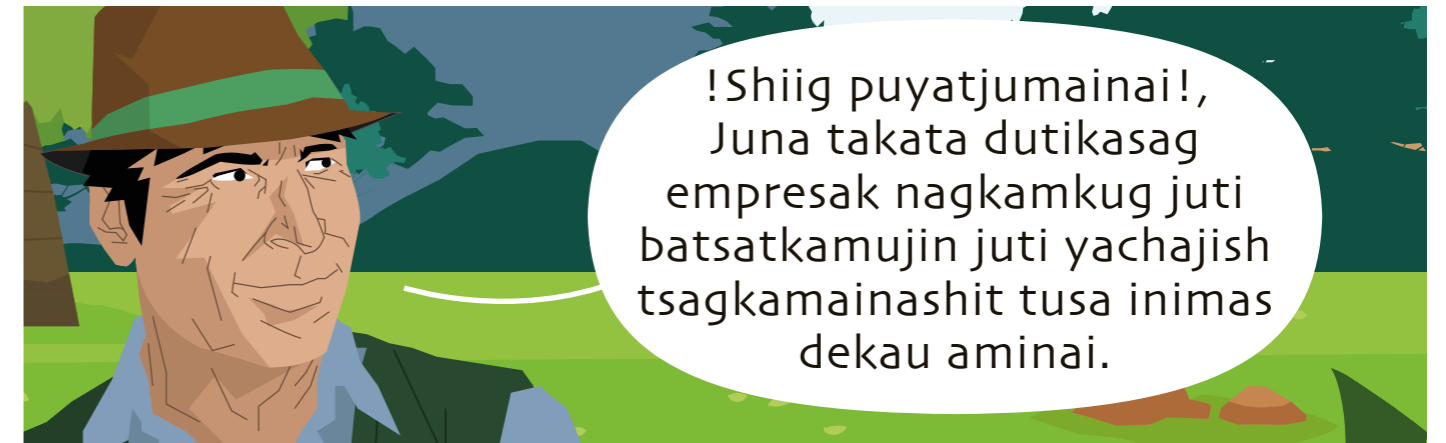 !Shiig puyatjumainai!,
Juna takata dutikasag
empresak nagkamkug juti
batsatkamujin juti yachajish
tsagkamainashit tusa inimas
dekau aminai.